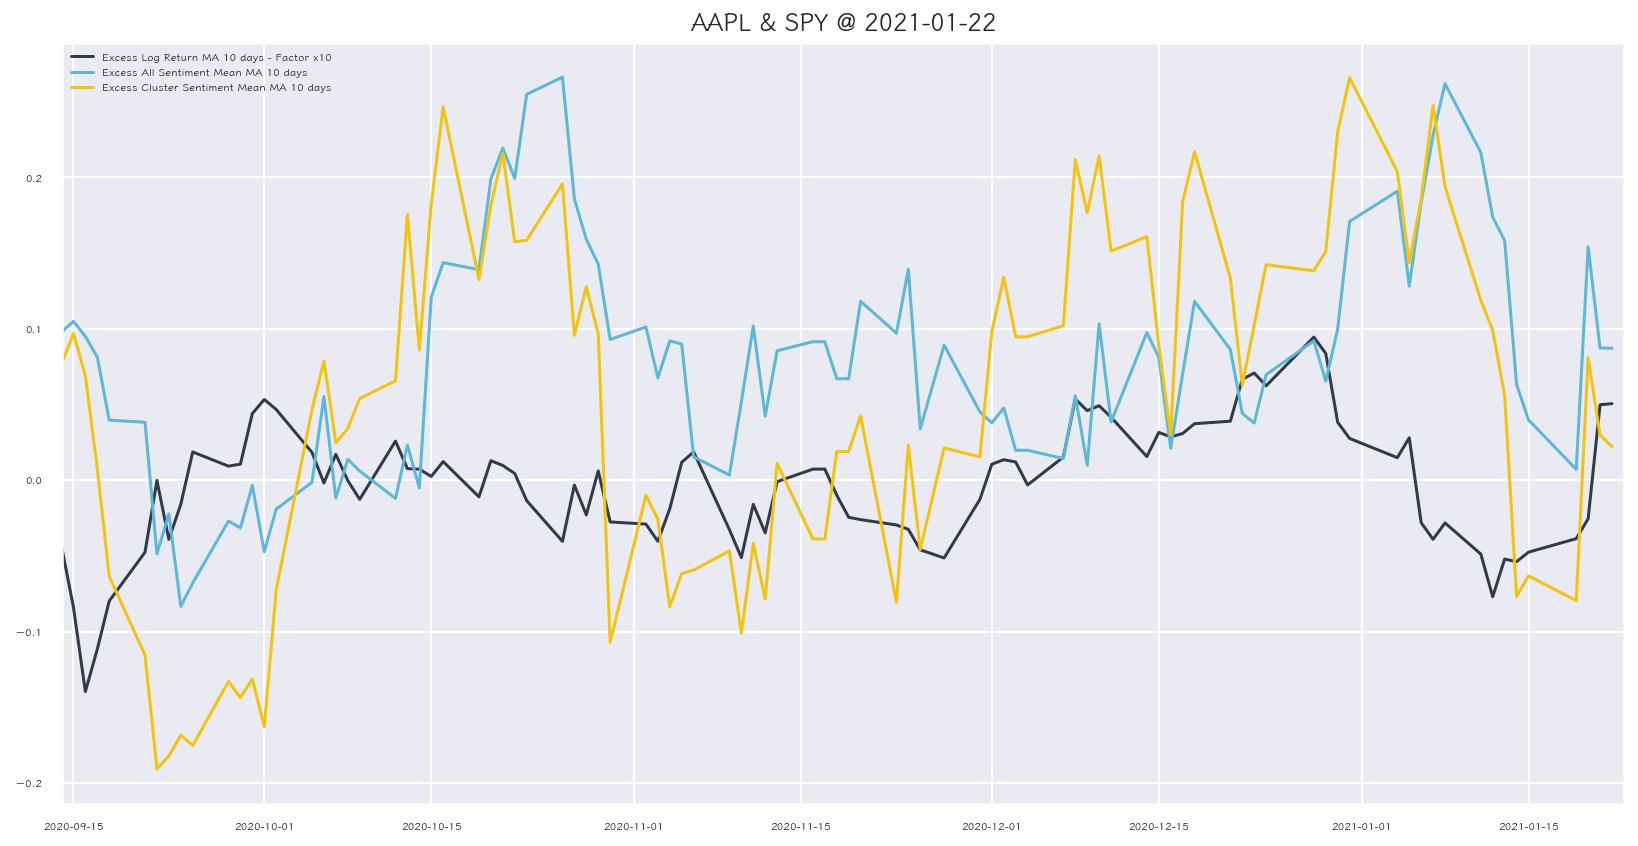 AAPL & SPY @ 2021-01-22
Excess Log Return MA 10 days - Factor x10
Excess All Sentiment Mean MA 10 days
Excess Cluster Sentiment Mean MA 10 days
0.2
0.1
0.0
−0.1
−0.2
2020-09-15 2020-10-01 2020-10-15 2020-11-01 2020-11-15 2020-12-01 2020-12-15 2021-01-01 2021-01-15